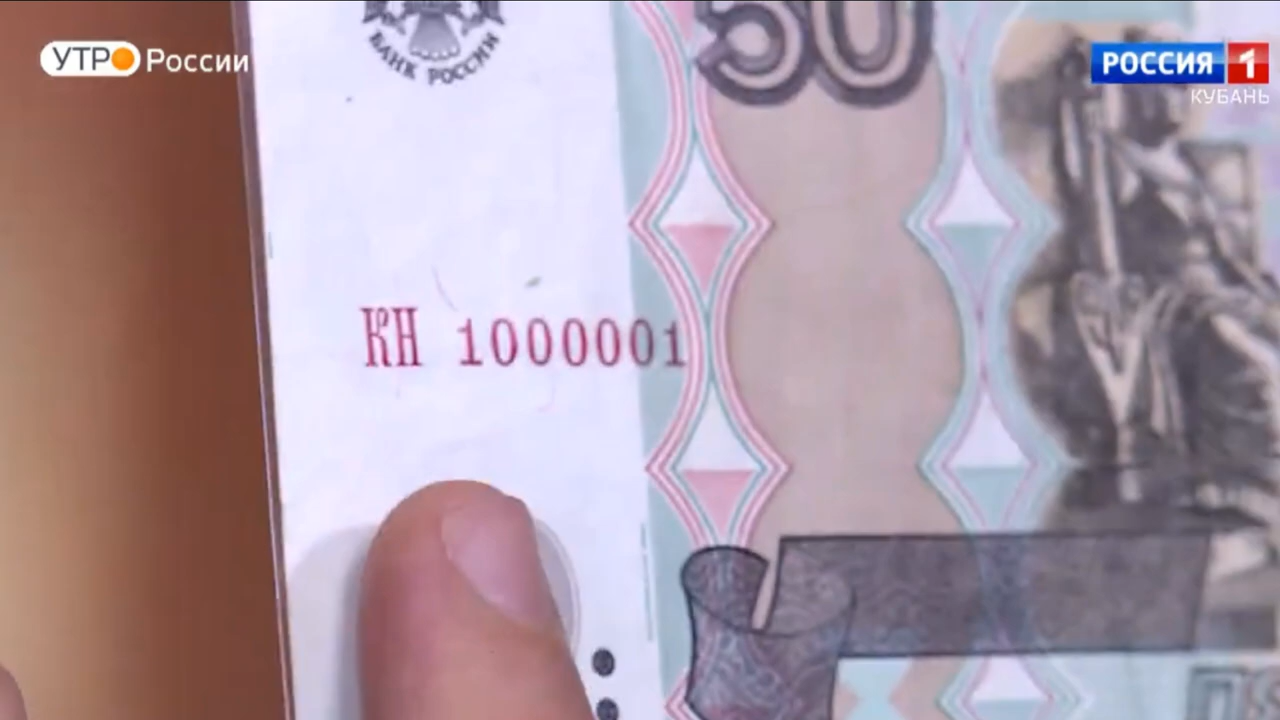 УТРО России
РОССИЯ 1
КУБАНЬ
БАНК РОССИИ
50
КН 1000001